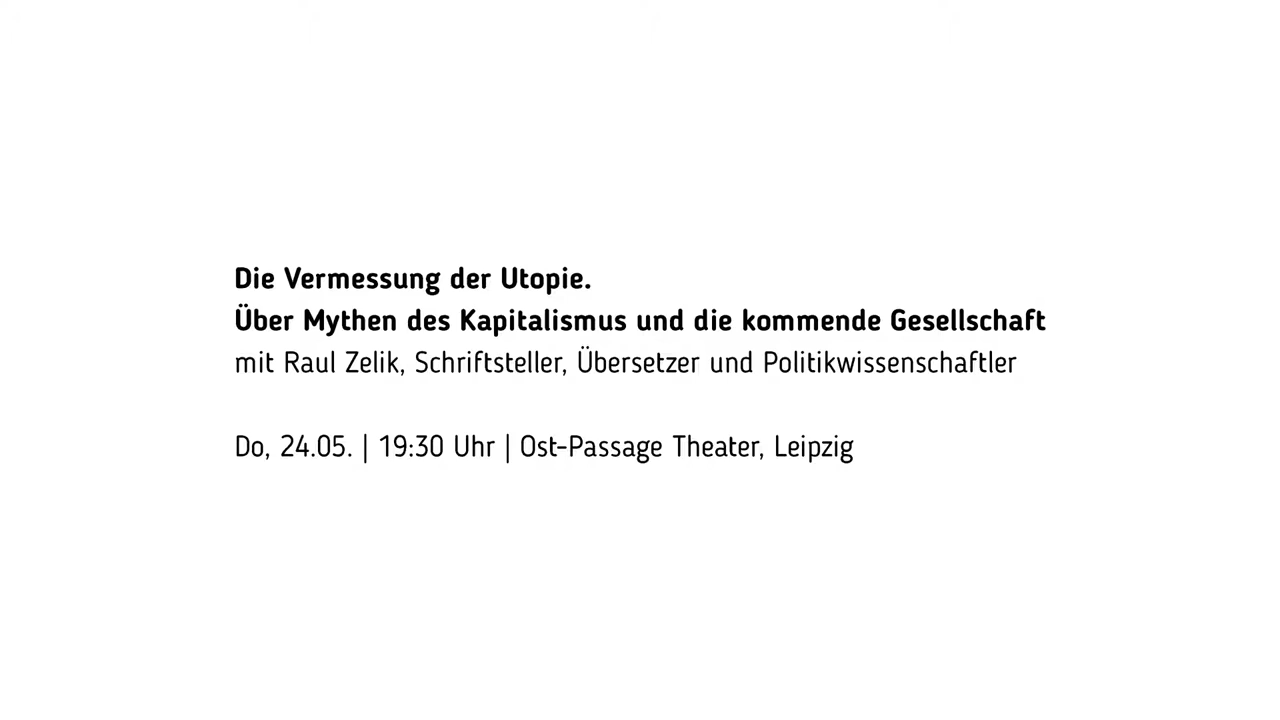 Die Vermessung der Utopie.
Über Mythen des Kapitalismus und die kommende Gesellschaft
mit Raul Zelik, Schriftsteller, Übersetzer und Politikwissenschaftler
Do, 24.05. | 19:30 Uhr | Ost-Passage Theater, Leipzig